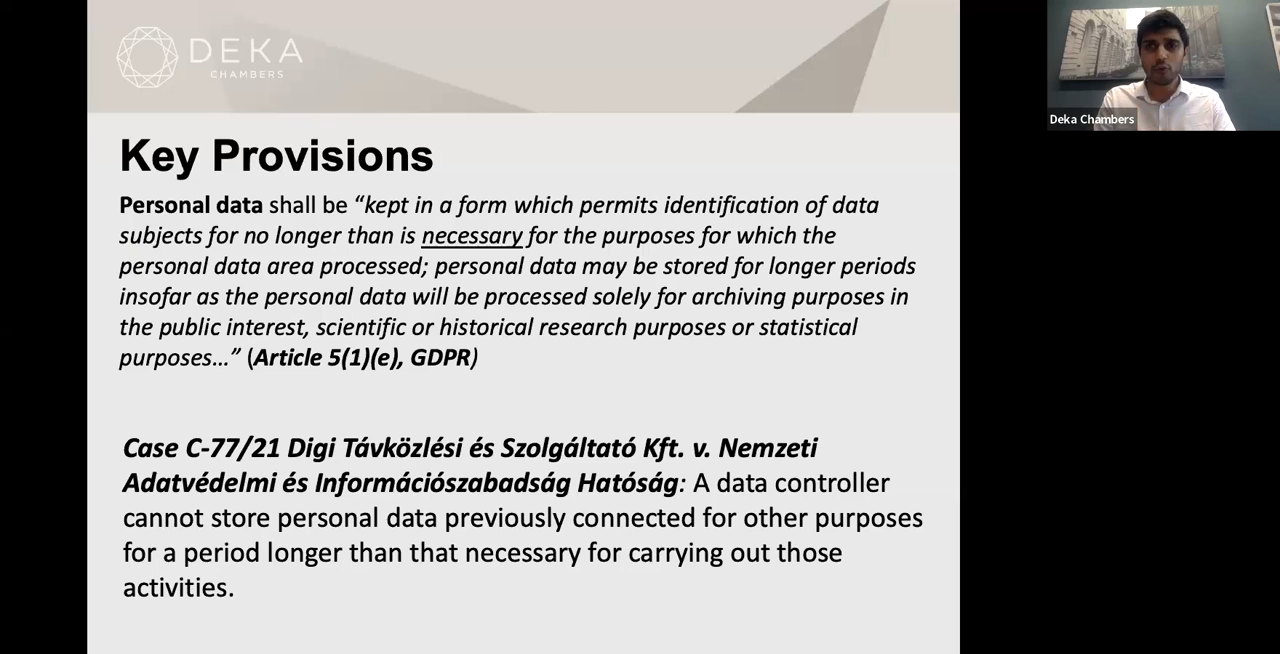 DEKA
CHAMBERS
Deka Chambers
Key Provisions
Personal data shall be “kept in a form which permits identification of data
subjects for no longer than is necessary for the purposes for which the
personal data area processed; personal data may be stored for longer periods
insofar as the personal data will be processed solely for archiving purposes in
the public interest, scientific or historical research purposes or statistical
purposes...” (Article 5(1)(e), GDPR)
Case C-77/21 Digi Távközlési és Szolgáltató Kft. v. Nemzeti
Adatvédelmi és Információszabadság Hatóság: A data controller
cannot store personal data previously connected for other purposes
for a period longer than that necessary for carrying out those
activities.